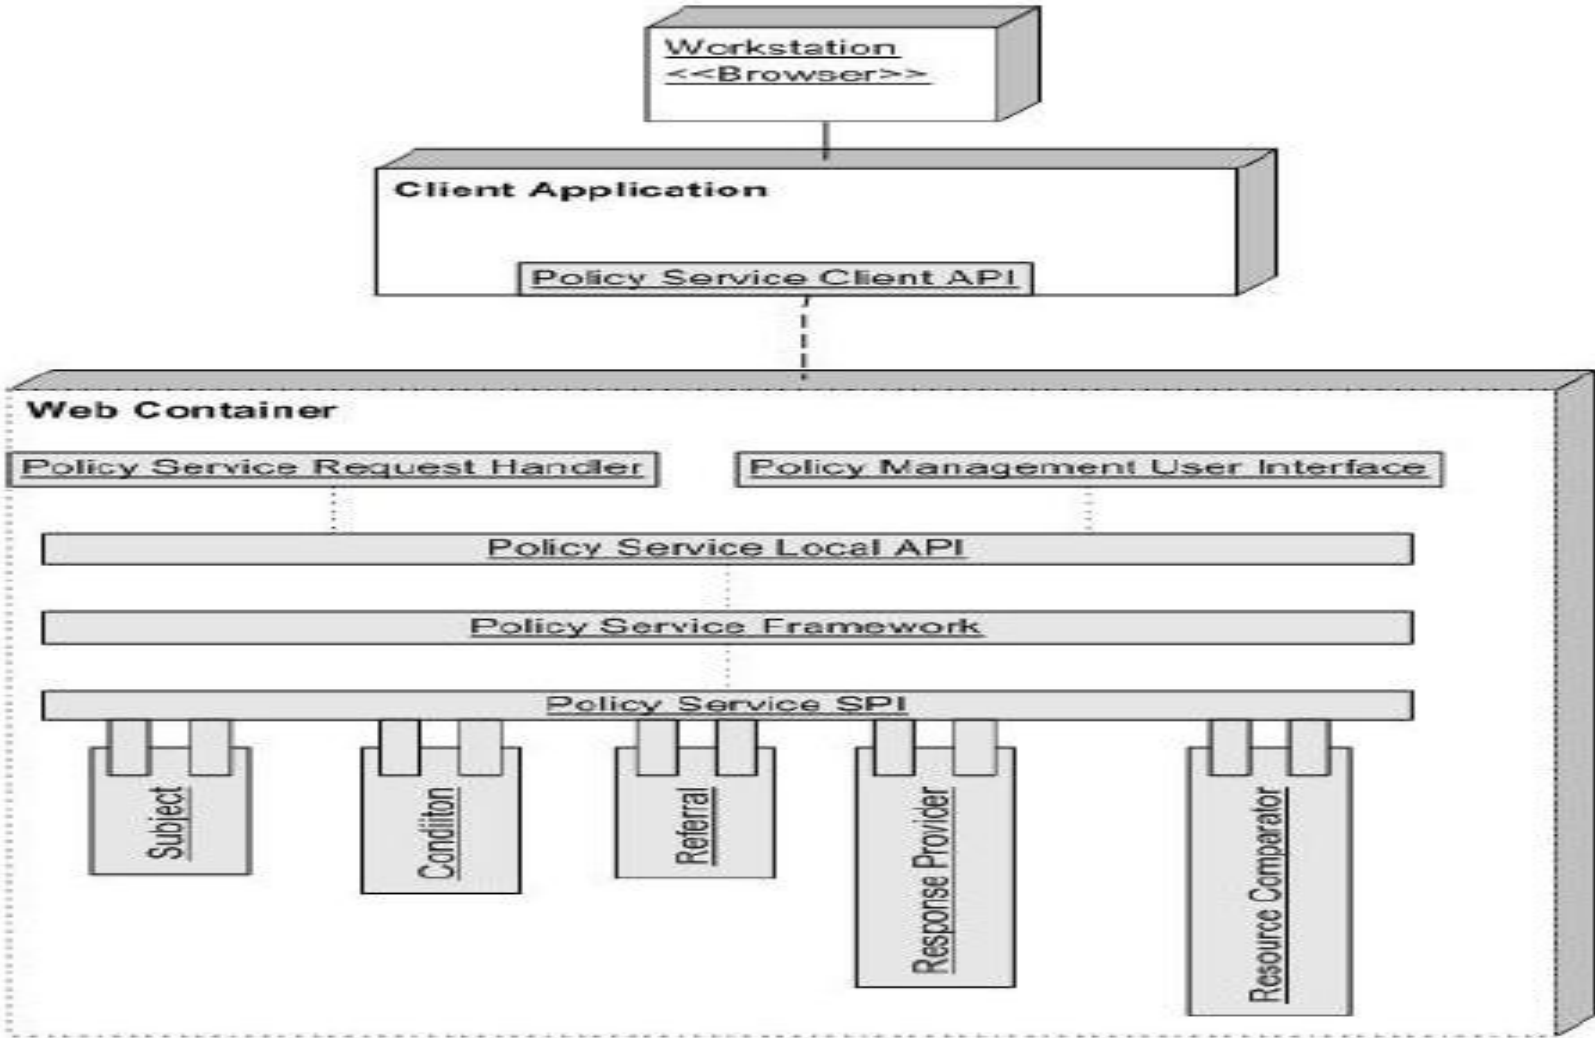 Workstation
<<Browser>>
Client Application
Policy Service Client API
Web Container
Policy Service Request Handler
Policy Management User Interface
Policy Service Local API
Policy Service Framework
Policy Service SPI
Subject
Condiiton
Referral
Response Provider
Resource Comparator